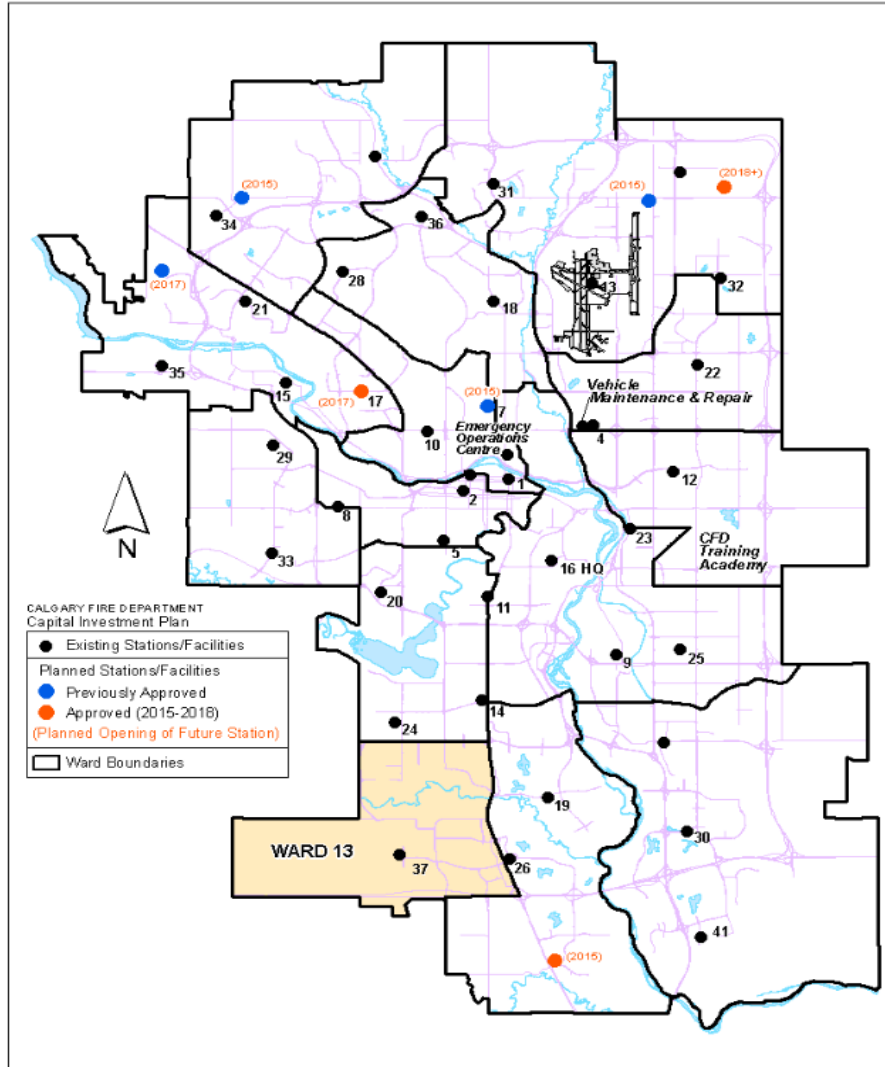 31
(2015)
(2015)
(2018+)
34
36
28
13
32
(2017)
21
18
35
22
15
(2017)
17
(2015)
7
Vehicle
Maintenance & Repair
4
10
Emergency
Operations
Centre
29
12
1
2
8
23
CFD
Training
Academy
5
33
16 HQ
20
11
9
25
CALGARY FIRE DEPARTMENT
Capital Investment Plan
Existing Stations/Facilities
Planned Stations/Facilities
Previously Approved
Approved (2015-2018)
(Planned Opening of Future Station)
Ward Boundaries
N
14
24
19
30
WARD 13
37
26
41
(2015)